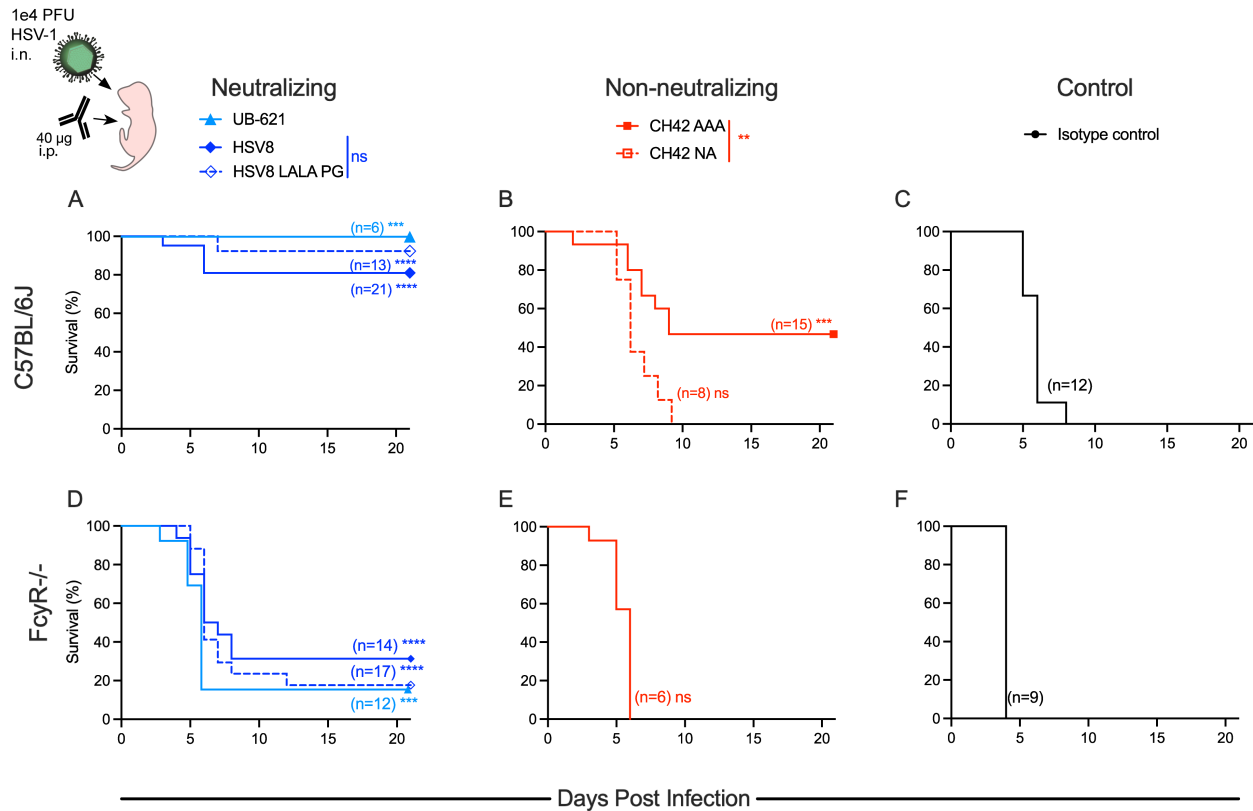 1e4 PFU
HSV-1
i.n.
40 µg
i.p.
Neutralizing
UB-621
HSV8
HSV8 LALA PG
ns
Non-neutralizing
CH42 AAA
CH42 NA
**
Control
Isotype control
C57BL/6J
A
Survival (%)
100
80
60
40
20
0
0 5 10 15 20
(n=6) ***
(n=13) ****
(n=21) ****
B
100
80
60
40
20
0
0 5 10 15 20
(n=15) ***
(n=8) ns
C
100
80
60
40
20
0
0 5 10 15 20
(n=12)
FcyR-/-
D
Survival (%)
100
80
60
40
20
0
0 5 10 15 20
(n=14) ****
(n=17) ****
(n=12) ***
E
100
80
60
40
20
0
0 5 10 15 20
(n=6) ns
F
100
80
60
40
20
0
0 5 10 15 20
(n=9)
Days Post Infection